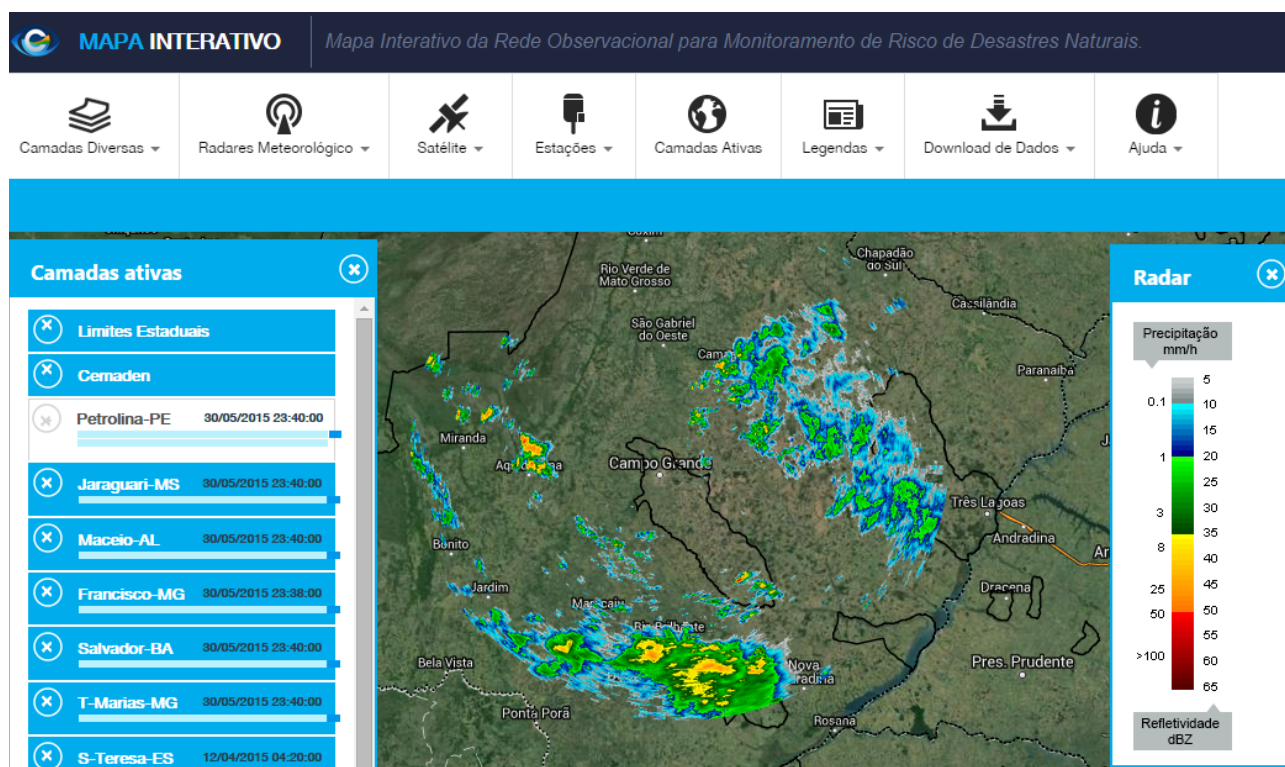 MAPA INTERATIVO
Mapa Interativo da Rede Observacional para Monitoramento de Risco de Desastres Naturais.
Camadas Diversas
Radares Meteorológico
Satélite
Estações
Camadas Ativas
Legendas
Download de Dados
Ajuda
Camadas ativas
Limites Estaduais
Cemaden
Petrolina-PE 30/05/2015 23:40:00
Jaraguari-MS 30/05/2015 23:40:00
Maceio-AL 30/05/2015 23:40:00
Francisco-MG 30/05/2015 23:38:00
Salvador-BA 30/05/2015 23:40:00
T-Marias-MG 30/05/2015 23:40:00
S-Teresa-ES 12/04/2015 04:20:00
Chapadão
do Sul
Rio Verde de
Mato Grosso
Cassilândia
São Gabriel
do Oeste
Paranaíba
Miranda
Campo Grande
Três Lagoas
Andradina
Bonito
Jardim
Dracena
Bela Vista
Nova
Pres. Prudente
Ponta Porã
Rosana
Radar
Precipitação
mm/h
5
0.1 10
15
1 20
25
3 30
35
8 40
25 45
50 50
55
>100 60
65
Refletividade
dBZ